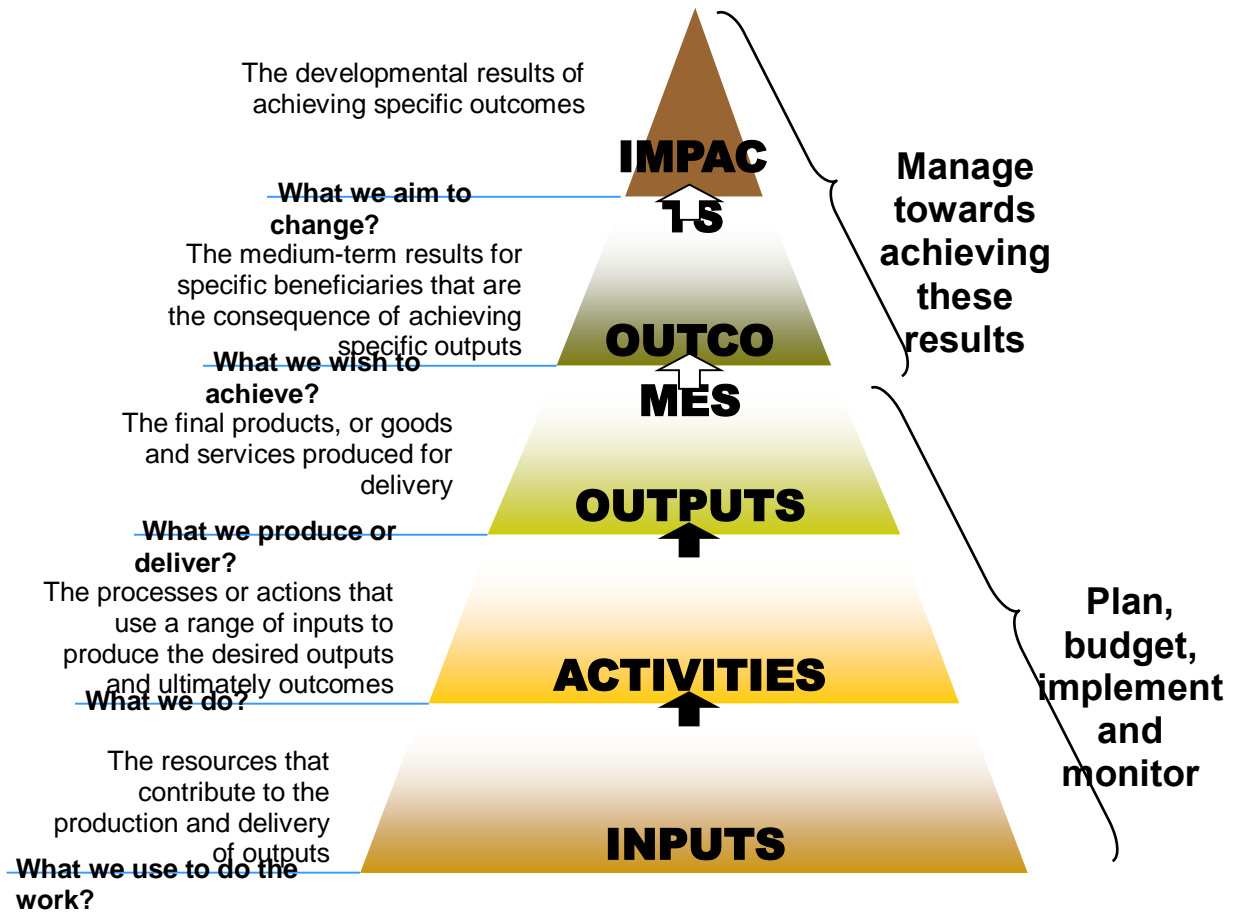 The developmental results of
achieving specific outcomes
IMPAC
TS
What we aim to
change?
Manage
towards
achieving
these
results
The medium-term results for
specific beneficiaries that are
the consequence of achieving
specific outputs
OUTCO
MES
What we wish to
achieve?
The final products, or goods
and services produced for
delivery
OUTPUTS
What we produce or
deliver?
The processes or actions that
use a range of inputs to
produce the desired outputs
and ultimately outcomes
ACTIVITIES
What we do?
Plan,
budget,
implement
and
monitor
The resources that
contribute to the
production and delivery
of outputs
INPUTS
What we use to do the
work?